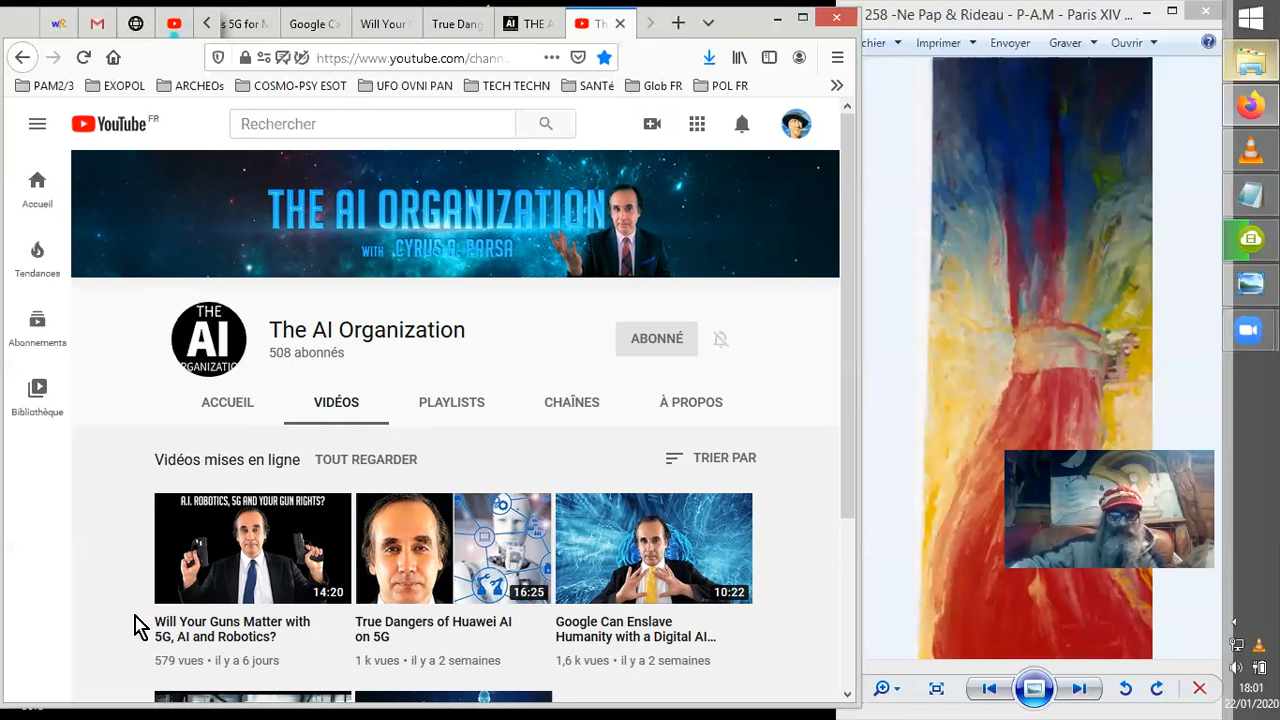 s 5G for M
Google Ca
Will Your
True Dang
AI THE A
Th
258 -Ne Pap & Rideau - P-A.M - Paris XIV ...
https://www.youtube.com/chann
chier
Imprimer
Envoyer
Graver
Ouvrir
PAM2/3
EXOPOL
ARCHEOs
COSMO-PSY ESOT
UFO OVNI PAN
TECH TECHN
SANTé
Glob FR
POL FR
YouTube FR
Rechercher
THE AI ORGANIZATION
WITH CYRUS A. PARSA
Accueil
Tendances
Abonnements
Bibliothèque
THE
AI
ORGANIZATIO
The AI Organization
508 abonnés
ABONNÉ
ACCUEIL
VIDÉOS
PLAYLISTS
CHAÎNES
À PROPOS
Vidéos mises en ligne
TOUT REGARDER
TRIER PAR
A.I. ROBOTICS, 5G AND YOUR GUN RIGHTS?
14:20
16:25
10:22
Will Your Guns Matter with
5G, AI and Robotics?
579 vues • il y a 6 jours
True Dangers of Huawei AI
on 5G
1 k vues • il y a 2 semaines
Google Can Enslave
Humanity with a Digital AI...
1,6 k vues • il y a 2 semaines
18:01
22/01/2020